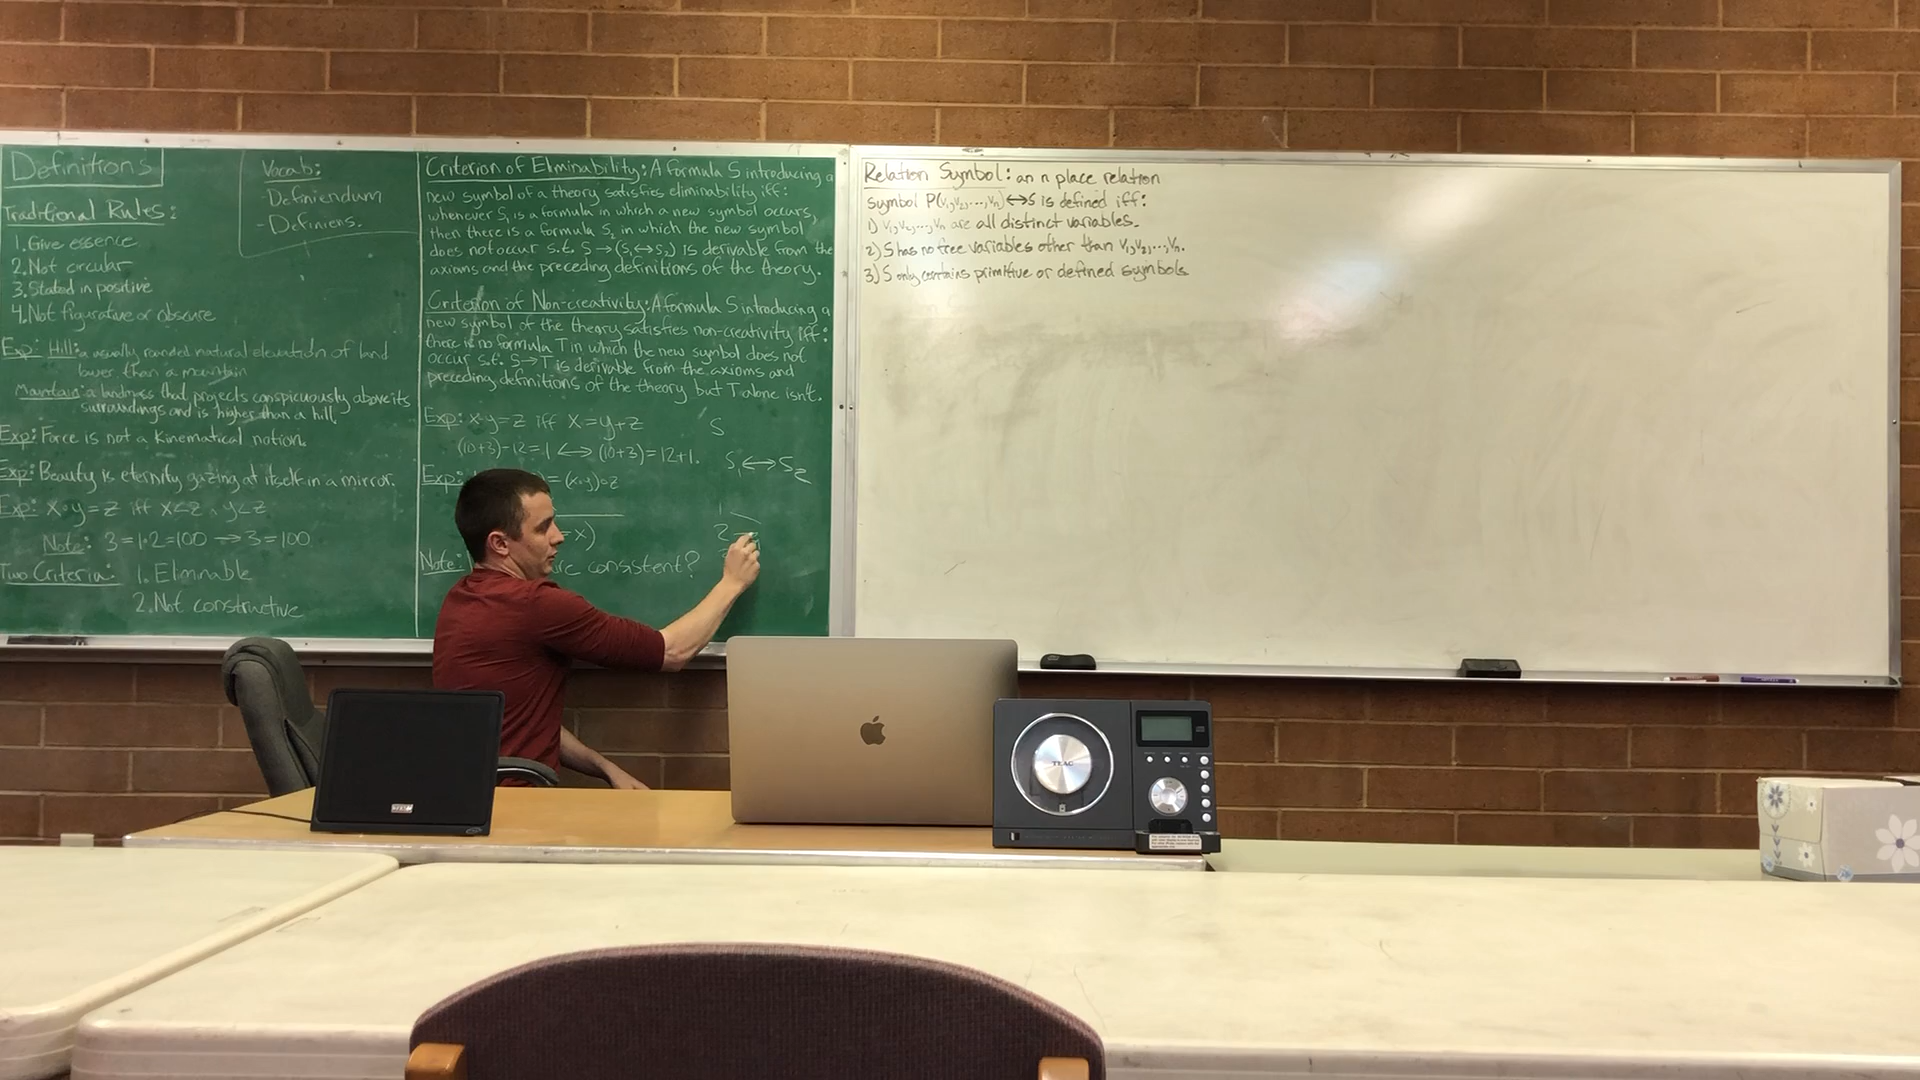 Definitions
Traditional Rules:
1. Give essence
2. Not circular
3. Stated in positive
4. Not figurative or obscure
Exp: Hill: a usually rounded natural elevation of land
lower than a mountain
Mountain: a landmass that projects conspicuously above its
surroundings and is higher than a hill.
Exp: Force is not a kinematical notion.
Exp: Beauty is eternity gazing at itself in a mirror.
Exp: x∘y=z iff x<z ∧ y<z
Note: 3=1∘2=100 → 3=100
Two Criteria: 1. Elminable
2. Not constructive
Vocab:
-Definiendum
-Definiens.
Criterion of Elminability: A formula S introducing a
new symbol of a theory satisfies eliminability iff:
whenever S₁ is a formula in which a new symbol occurs,
then there is a formula S₂ in which the new symbol
does not occur s.t. S→(S₁↔S₂) is derivable from the
axioms and the preceding definitions of the theory.
Criterion of Non-creativity: A formula S introducing a
new symbol of the theory satisfies non-creativity iff:
there is no formula T in which the new symbol does not
occur s.t. S→T is derivable from the axioms and
preceding definitions of the theory but T alone isn't.
Exp: x-y=z iff x=y+z
(10+3)-12=1 ↔ (10+3)=12+1.
Exp: =(x∘y)∘z
=x)
Note: are consistent?
S
S₁↔S₂
1
2
Relation Symbol: an n place relation
symbol P(v₁,v₂,...,vₙ)↔S is defined iff:
1) v₁,v₂,...,vₙ are all distinct variables.
2) S has no free variables other than v₁,v₂,...,vₙ.
3) S only contains primitive or defined symbols
TEAC